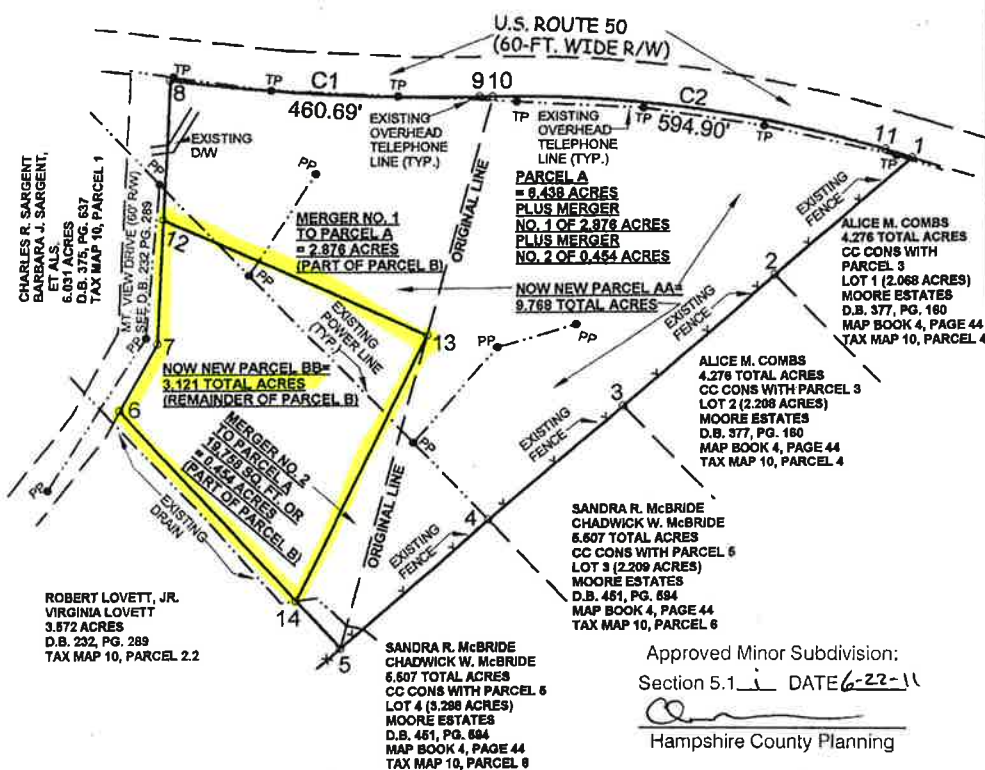 U.S. ROUTE 50
(60-FT. WIDE R/W)
TP
8
TP
C1
460.69'
TP
9
10
TP
EXISTING
OVERHEAD
TELEPHONE
LINE (TYP.)
EXISTING
OVERHEAD
TELEPHONE
LINE (TYP.)
TP
C2
594.90'
TP
11
TP
1
EXISTING
D/W
PP
PP
CHARLES R. SARGENT
BARBARA J. SARGENT,
ET ALS.
6.031 ACRES
D.B. 375, PG. 637
TAX MAP 10, PARCEL 1
MT. VIEW DRIVE (60' R/W)
SEE D.B. 232, PG. 289
12
MERGER NO. 1
TO PARCEL A
= 2.876 ACRES
(PART OF PARCEL B)
ORIGINAL LINE
PARCEL A
= 6.438 ACRES
PLUS MERGER
NO. 1 OF 2.876 ACRES
PLUS MERGER
NO. 2 OF 0.454 ACRES
NOW NEW PARCEL AA=
9.768 TOTAL ACRES
EXISTING
FENCE
2
ALICE M. COMBS
4.276 TOTAL ACRES
CC CONS WITH
PARCEL 3
LOT 1 (2.068 ACRES)
MOORE ESTATES
D.B. 377, PG. 160
MAP BOOK 4, PAGE 44
TAX MAP 10, PARCEL 4
PP
EXISTING
POWER LINE
(TYP.)
13
PP
PP
EXISTING
FENCE
PP
7
NOW NEW PARCEL BB=
3.121 TOTAL ACRES
(REMAINDER OF PARCEL B)
6
3
ALICE M. COMBS
4.276 TOTAL ACRES
CC CONS WITH PARCEL 3
LOT 2 (2.208 ACRES)
MOORE ESTATES
D.B. 377, PG. 160
MAP BOOK 4, PAGE 44
TAX MAP 10, PARCEL 4
MERGER NO. 2
TO PARCEL A
19,758 SQ. FT. OR
= 0.454 ACRES
(PART OF PARCEL B)
PP
EXISTING
FENCE
PP
EXISTING
DRAIN
ORIGINAL LINE
4
EXISTING
FENCE
SANDRA R. McBRIDE
CHADWICK W. McBRIDE
5.507 TOTAL ACRES
CC CONS WITH PARCEL 5
LOT 3 (2.209 ACRES)
MOORE ESTATES
D.B. 451, PG. 594
MAP BOOK 4, PAGE 44
TAX MAP 10, PARCEL 6
ROBERT LOVETT, JR.
VIRGINIA LOVETT
3.572 ACRES
D.B. 232, PG. 289
TAX MAP 10, PARCEL 2.2
14
5
SANDRA R. McBRIDE
CHADWICK W. McBRIDE
5.507 TOTAL ACRES
CC CONS WITH PARCEL 5
LOT 4 (3.298 ACRES)
MOORE ESTATES
D.B. 451, PG. 594
MAP BOOK 4, PAGE 44
TAX MAP 10, PARCEL 6
Approved Minor Subdivision:
Section 5.1 i DATE 6-22-11
Hampshire County Planning